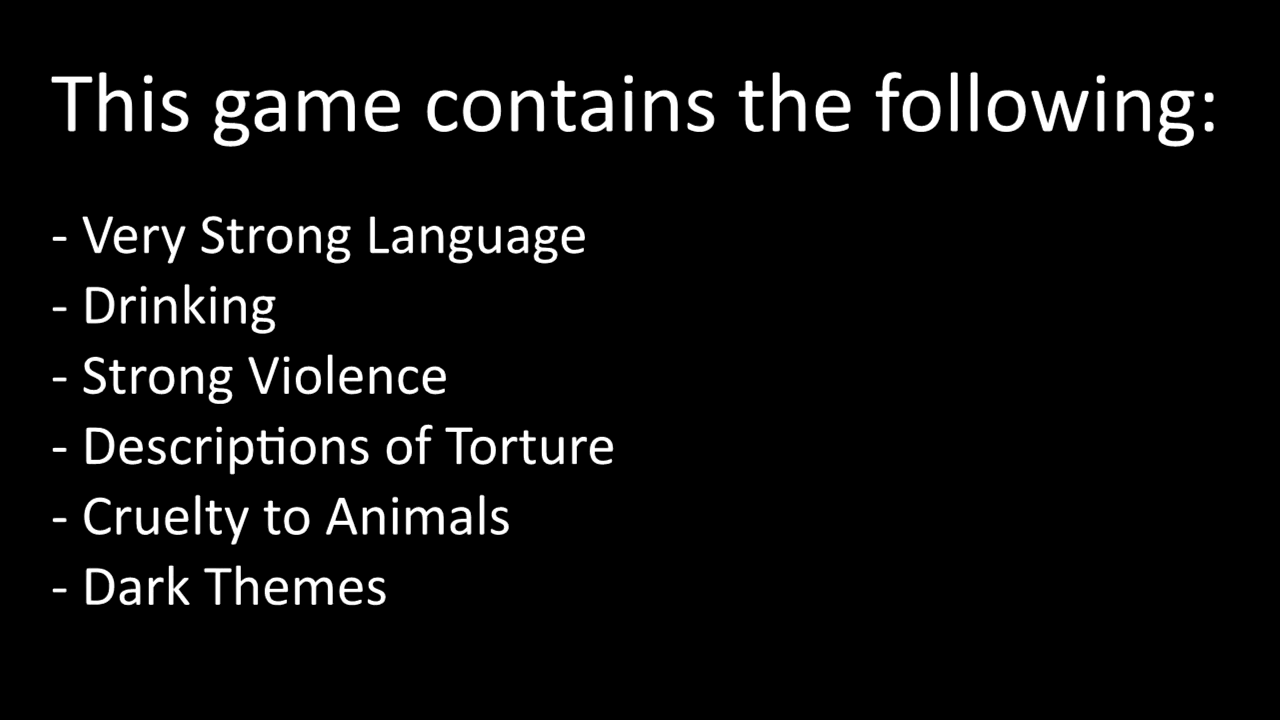 This game contains the following:
- Very Strong Language
- Drinking
- Strong Violence
- Descriptions of Torture
- Cruelty to Animals
- Dark Themes